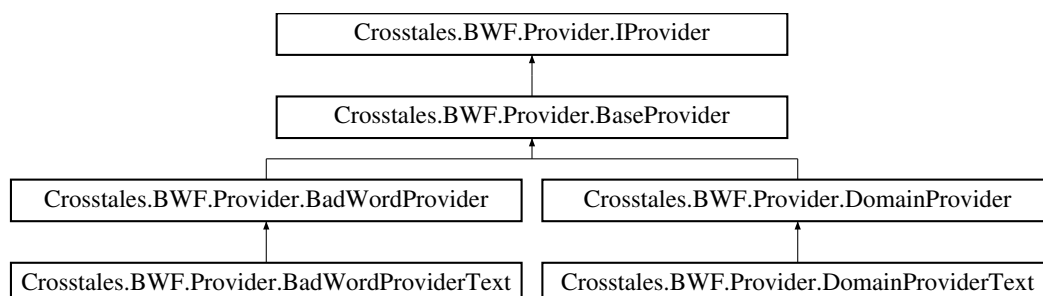 Crosstales.BWF.Provider.IProvider
Crosstales.BWF.Provider.BaseProvider
Crosstales.BWF.Provider.BadWordProvider
Crosstales.BWF.Provider.DomainProvider
Crosstales.BWF.Provider.BadWordProviderText
Crosstales.BWF.Provider.DomainProviderText